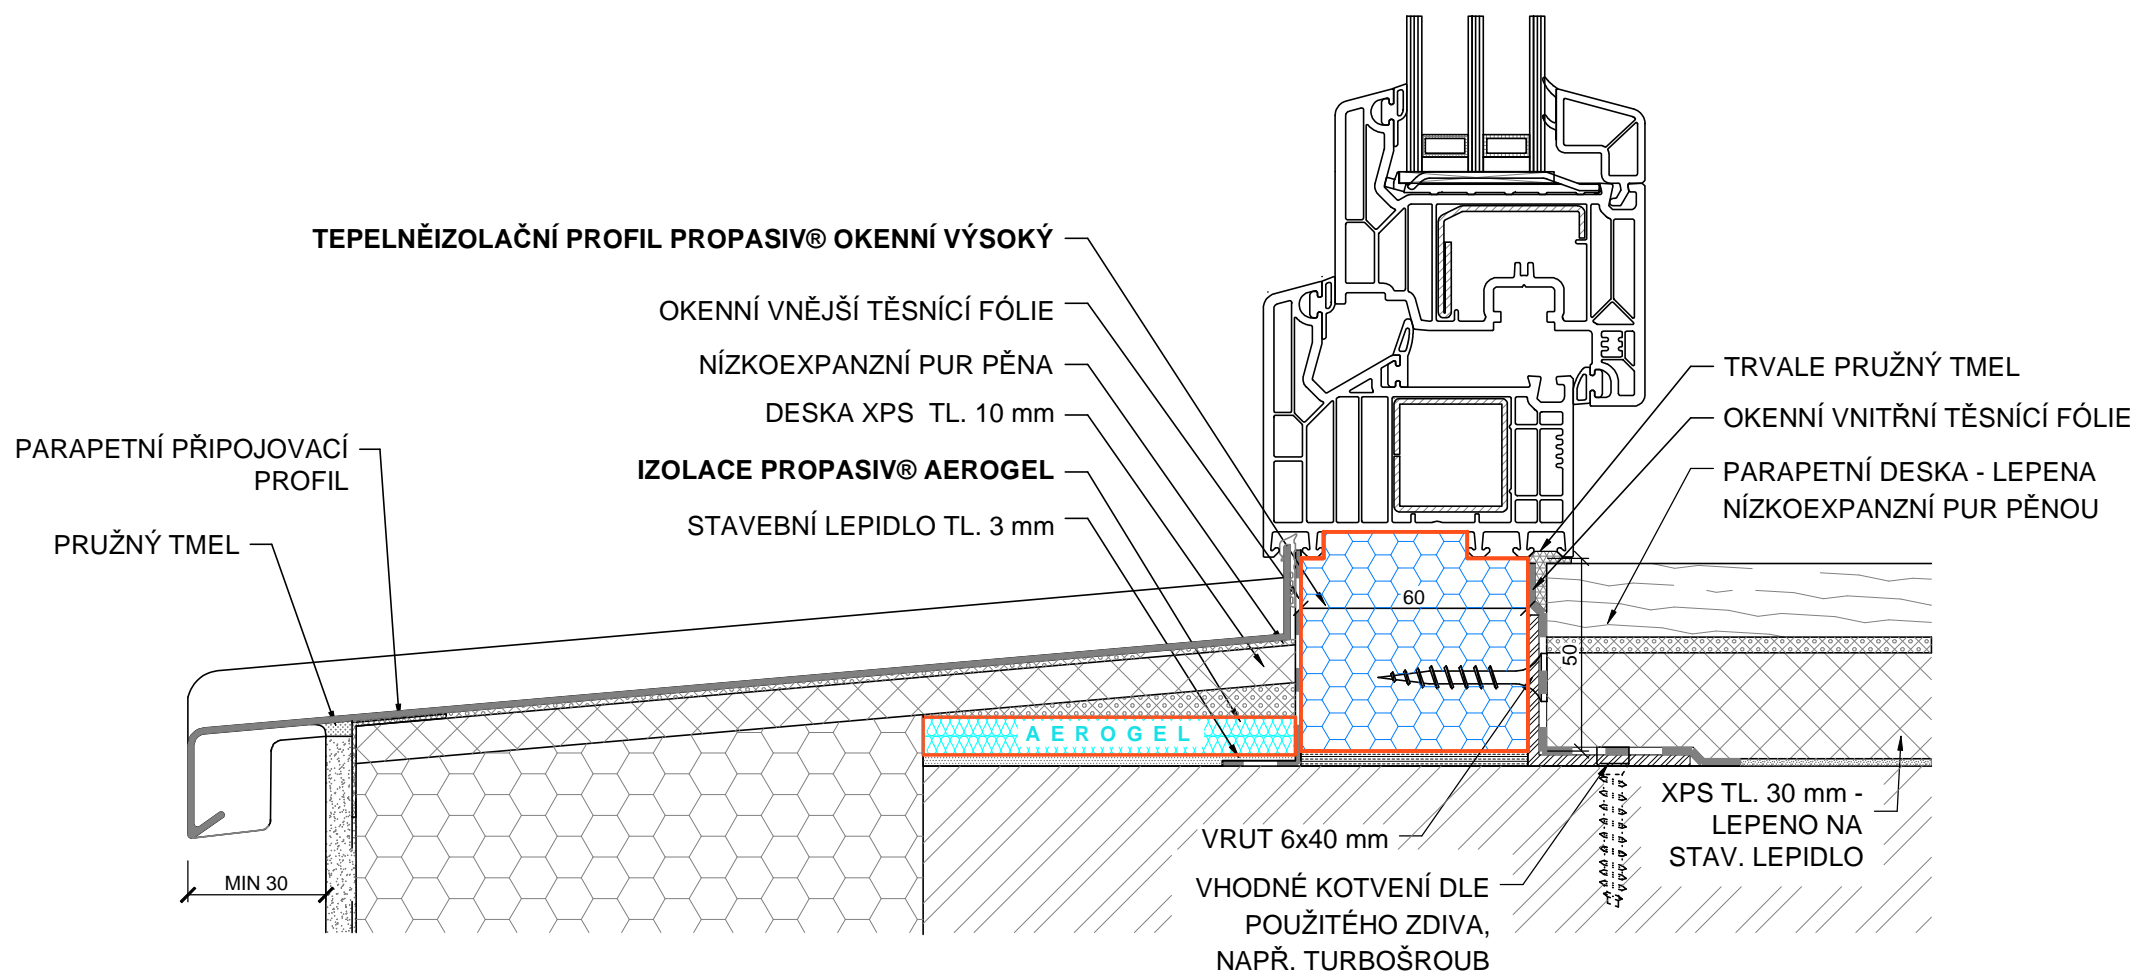 TEPELNĚIZOLAČNÍ PROFIL PROPASIV® OKENNÍ VÝSOKÝ
OKENNÍ VNĚJŠÍ TĚSNÍCÍ FÓLIE
NÍZKOEXPANZNÍ PUR PĚNA
DESKA XPS TL. 10 mm
IZOLACE PROPASIV® AEROGEL
STAVEBNÍ LEPIDLO TL. 3 mm
PARAPETNÍ PŘIPOJOVACÍ
PROFIL
PRUŽNÝ TMEL
TRVALE PRUŽNÝ TMEL
OKENNÍ VNITŘNÍ TĚSNÍCÍ FÓLIE
PARAPETNÍ DESKA - LEPENA
NÍZKOEXPANZNÍ PUR PĚNOU
60
50
AEROGEL
MIN 30
XPS TL. 30 mm -
LEPENO NA
STAV. LEPIDLO
VRUT 6x40 mm
VHODNÉ KOTVENÍ DLE
POUŽITÉHO ZDIVA,
NAPŘ. TURBOŠROUB